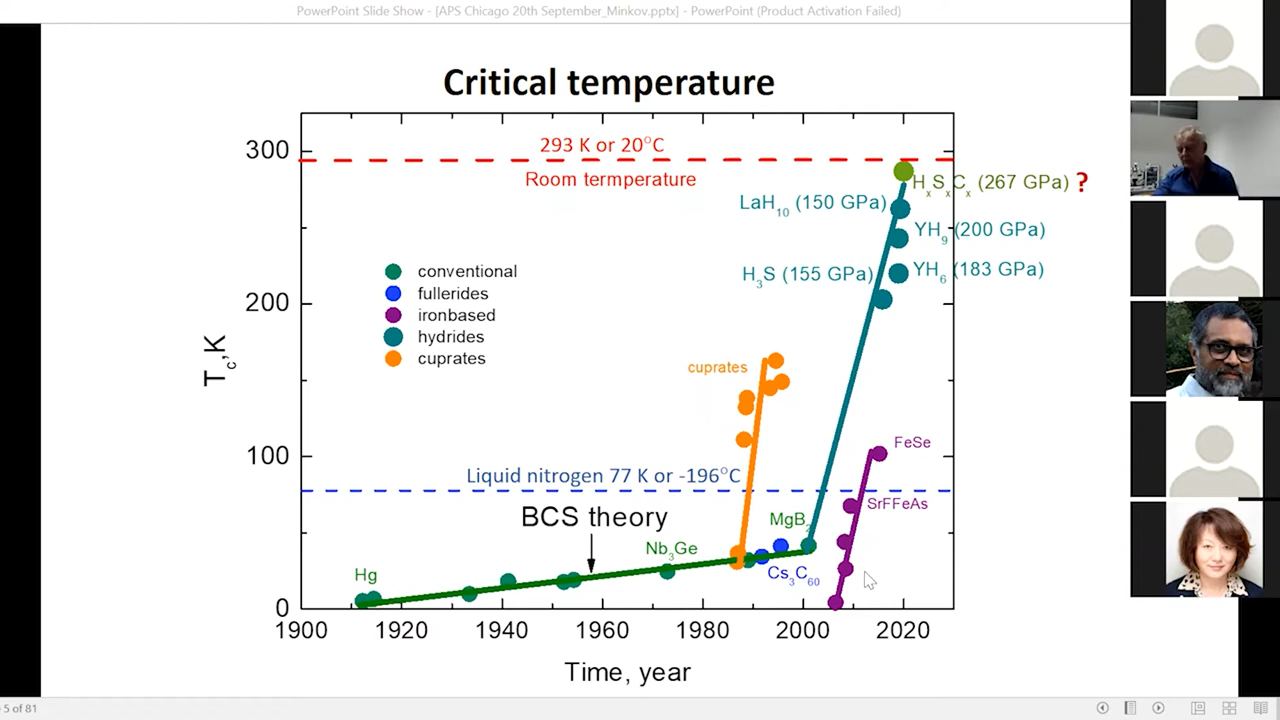 PowerPoint Slide Show - [APS Chicago 20th September_Minkov.pptx] - PowerPoint (Product Activation Failed)
Critical temperature
300
293 K or 20°C
Room termperature
HxSxCx (267 GPa) ?
LaH10 (150 GPa)
YH9 (200 GPa)
H3S (155 GPa)
YH6 (183 GPa)
conventional
fullerides
ironbased
hydrides
cuprates
200
Tc,K
cuprates
FeSe
100
Liquid nitrogen 77 K or -196°C
SrFFeAs
BCS theory
MgB2
Nb3Ge
Cs3C60
Hg
0
1900 1920 1940 1960 1980 2000 2020
Time, year
5 of 81